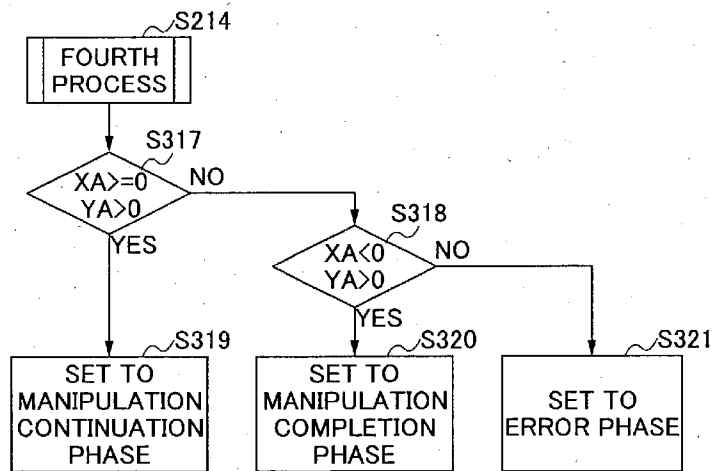 S214
FOURTH
PROCESS
S317
XA>=0
YA>0
NO
YES
S318
XA<0
YA>0
NO
YES
S319
SET TO
MANIPULATION
CONTINUATION
PHASE
S320
SET TO
MANIPULATION
COMPLETION
PHASE
S321
SET TO
ERROR PHASE